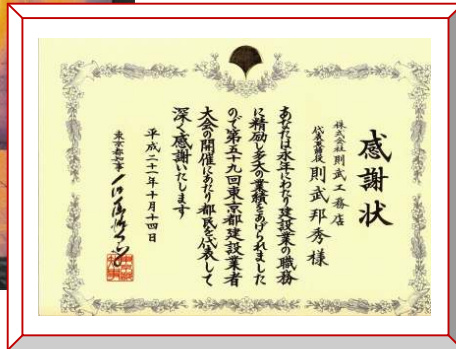 感謝状
株式会社則武工務店
代表取締役 則武邦秀様
あなたは永年にわたり建設業の職務
に精励し多大の業績をあげられました
ので第五十九回東京都建設業者
大会の開催にあたり都民を代表して
深く感謝いたします
平成二十一年十月十四日
東京都知事